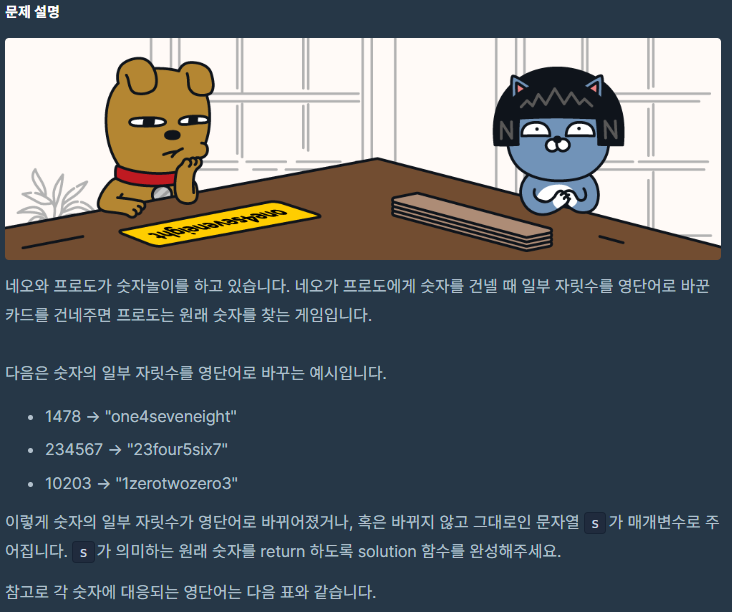 문제 설명
one4seveneight
네오와 프로도가 숫자놀이를 하고 있습니다. 네오가 프로도에게 숫자를 건넬 때 일부 자릿수를 영단어로 바꾼
카드를 건네주면 프로도는 원래 숫자를 찾는 게임입니다.
다음은 숫자의 일부 자릿수를 영단어로 바꾸는 예시입니다.
• 1478 → "one4seveneight"
• 234567 → "23four5six7"
• 10203 → "1zerotwozero3"
이렇게 숫자의 일부 자릿수가 영단어로 바뀌어졌거나, 혹은 바뀌지 않고 그대로인 문자열 s가 매개변수로 주
어집니다. s가 의미하는 원래 숫자를 return 하도록 solution 함수를 완성해주세요.
참고로 각 숫자에 대응되는 영단어는 다음 표와 같습니다.